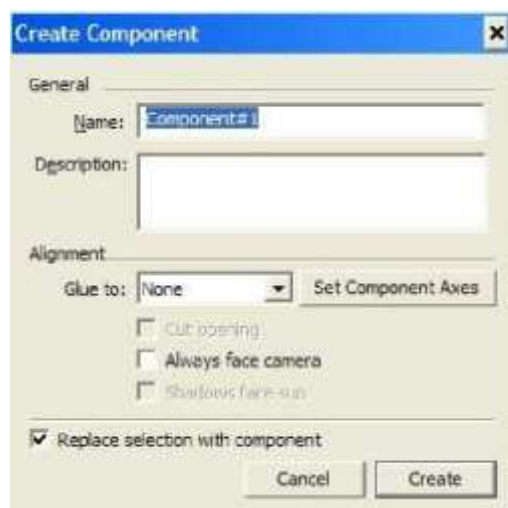 Create Component
General
Name: Component#1
Description:
Alignment
Glue to: None Set Component Axes
Cut opening
Always face camera
Shadows face sun
Replace selection with component
Cancel Create